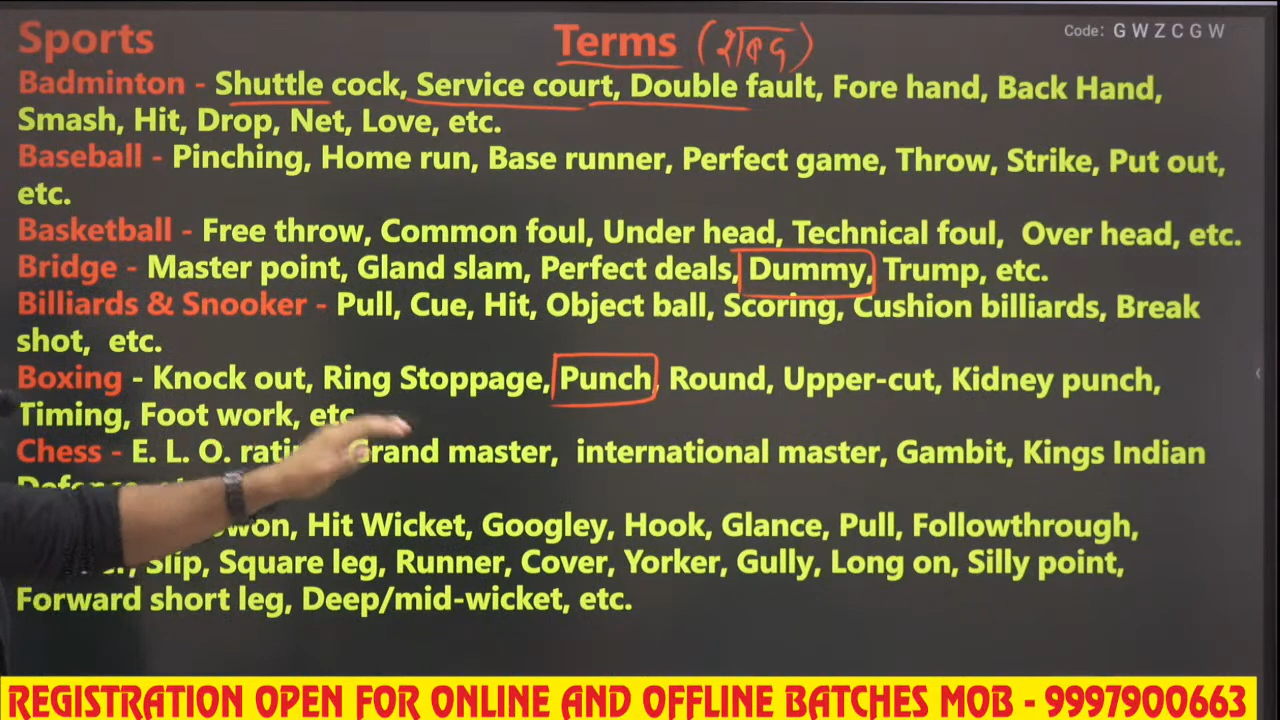 Sports Terms (शब्द)
Code: G W Z C G W
Badminton - Shuttle cock, Service court, Double fault, Fore hand, Back Hand,
Smash, Hit, Drop, Net, Love, etc.
Baseball - Pinching, Home run, Base runner, Perfect game, Throw, Strike, Put out,
etc.
Basketball - Free throw, Common foul, Under head, Technical foul, Over head, etc.
Bridge - Master point, Gland slam, Perfect deals, Dummy, Trump, etc.
Billiards & Snooker - Pull, Cue, Hit, Object ball, Scoring, Cushion billiards, Break
shot, etc.
Boxing - Knock out, Ring Stoppage, Punch, Round, Upper-cut, Kidney punch,
Timing, Foot work, etc
Chess - E. L. O. Grand master, international master, Gambit, Kings Indian
Hit Wicket, Googley, Hook, Glance, Pull, Followthrough,
Slip, Square leg, Runner, Cover, Yorker, Gully, Long on, Silly point,
Forward short leg, Deep/mid-wicket, etc.
REGISTRATION OPEN FOR ONLINE AND OFFLINE BATCHES MOB - 9997900663